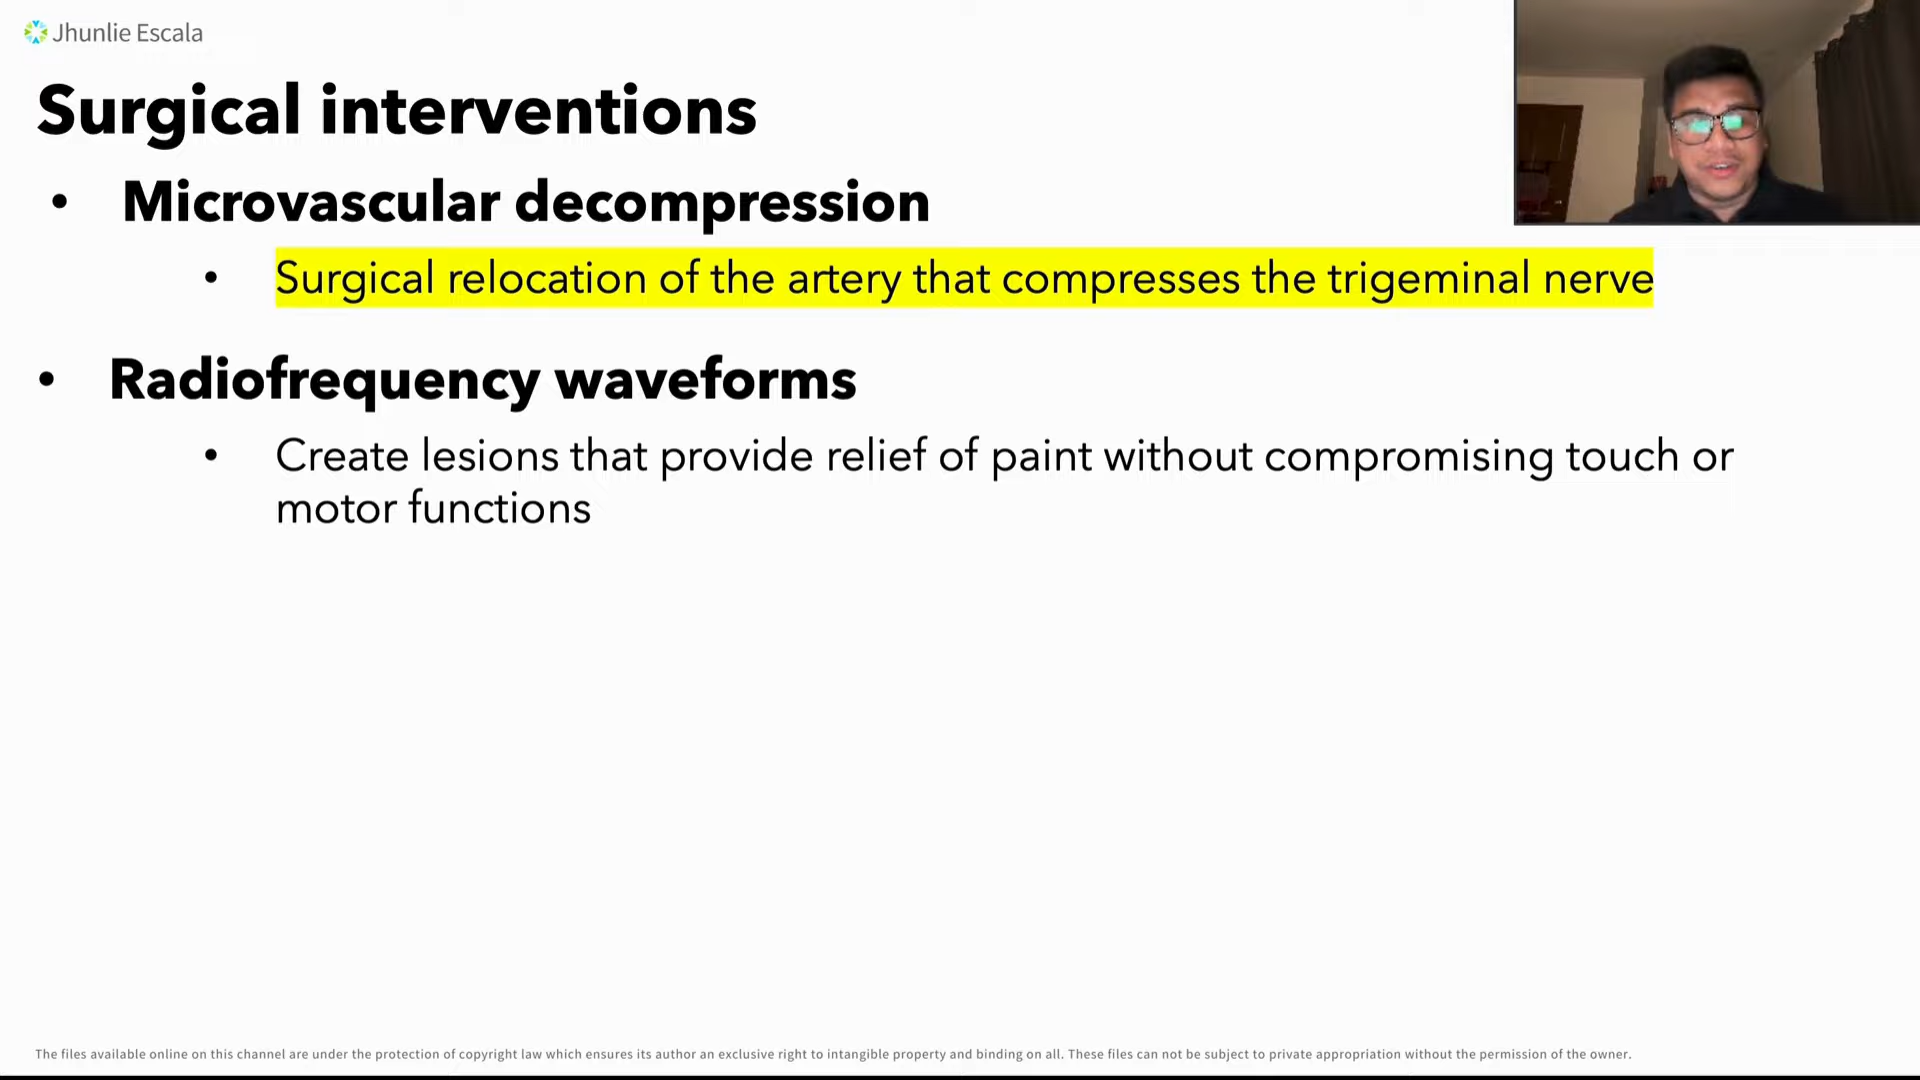 Jhunlie Escala
Surgical interventions
• Microvascular decompression
• Surgical relocation of the artery that compresses the trigeminal nerve
• Radiofrequency waveforms
• Create lesions that provide relief of paint without compromising touch or
motor functions
The files available online on this channel are under the protection of copyright law which ensures its author an exclusive right to intangible property and binding on all. These files can not be subject to private appropriation without the permission of the owner.